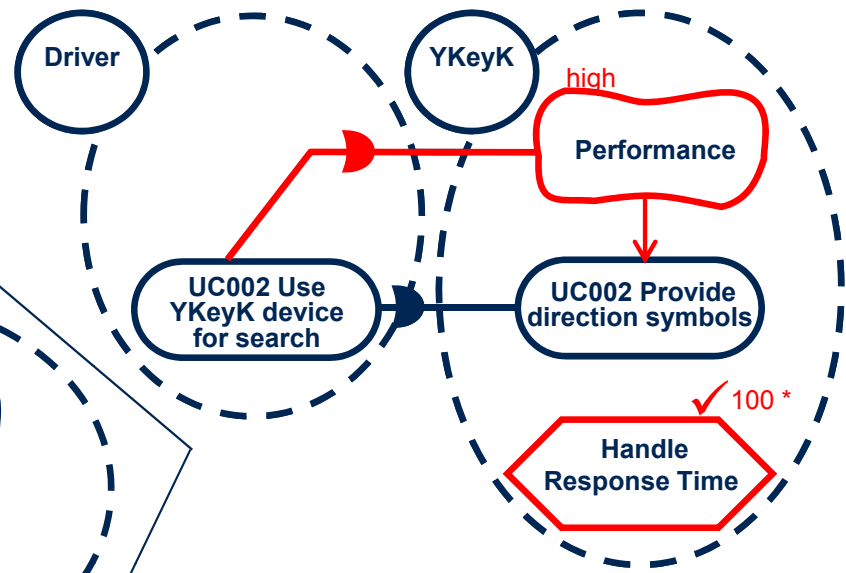 Driver
YKeyK
high
Performance
UC002 Use
YKeyK device
for search
UC002 Provide
direction symbols
100 *
Handle
Response Time